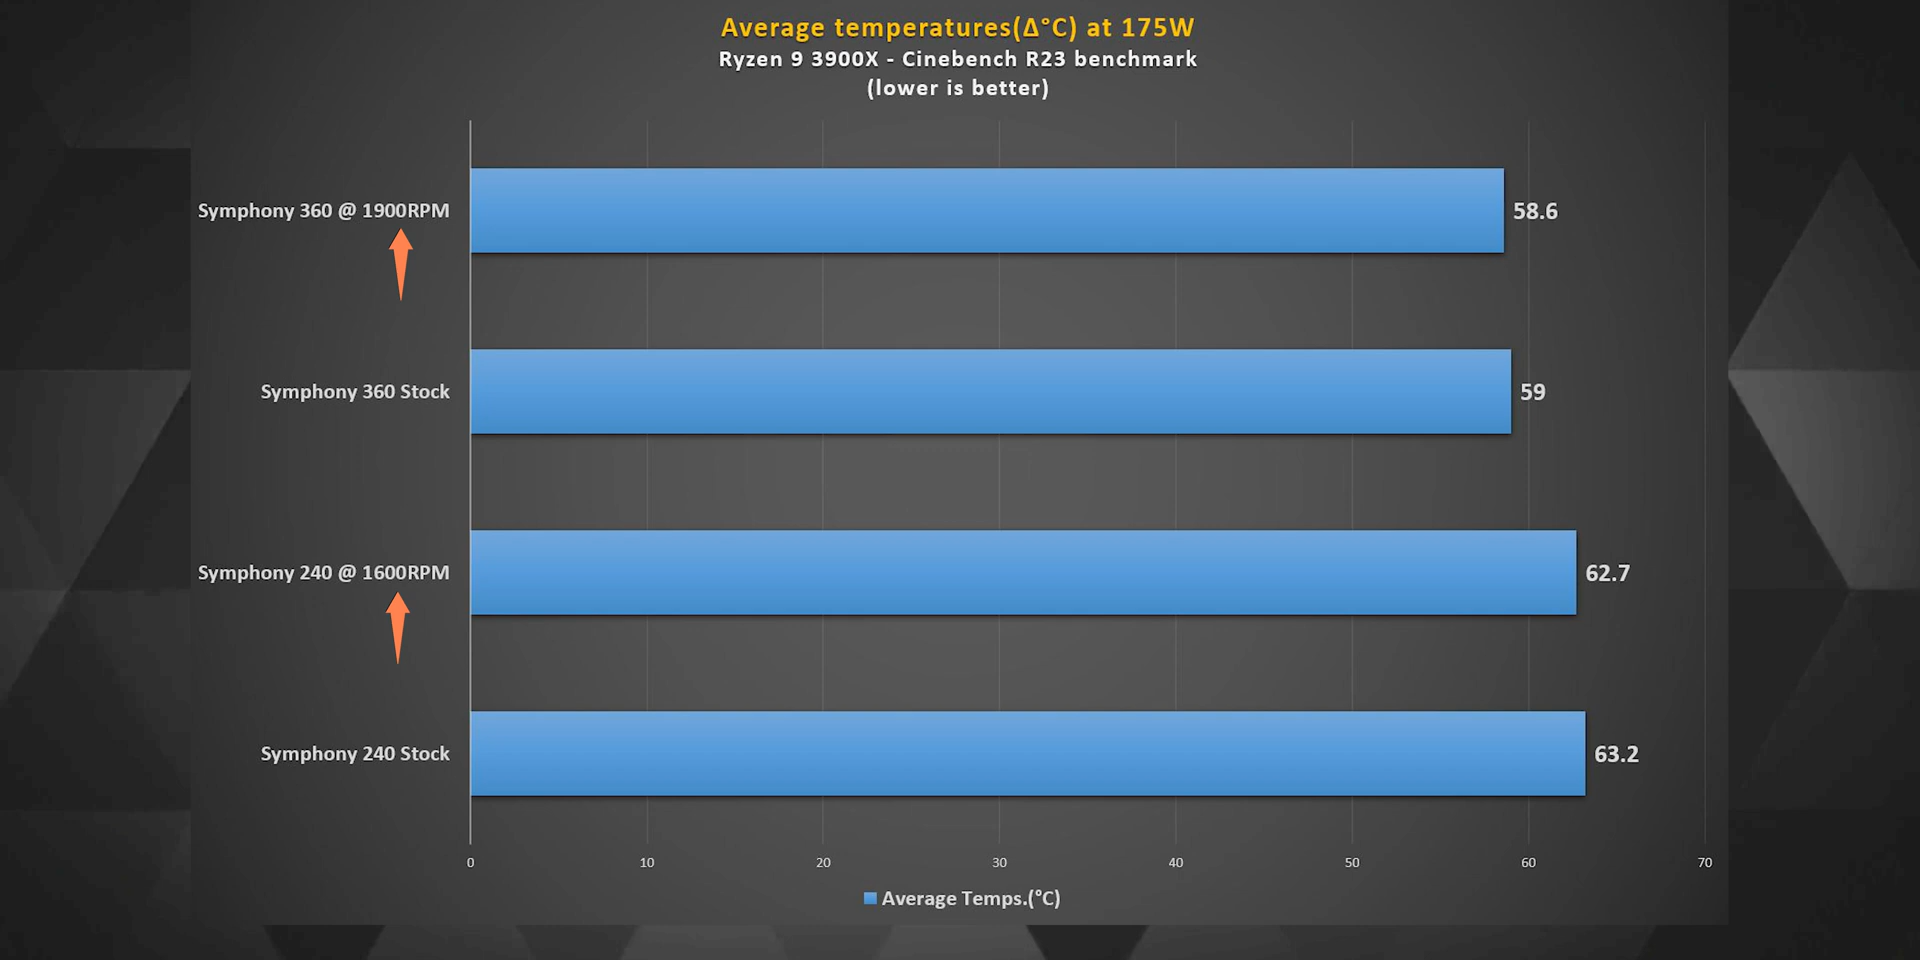 Average temperatures(Δ°C) at 175W
Ryzen 9 3900X - Cinebench R23 benchmark
(lower is better)
Symphony 360 @ 1900RPM
58.6
Symphony 360 Stock
59
Symphony 240 @ 1600RPM
62.7
Symphony 240 Stock
63.2
0 10 20 30 40 50 60 70
Average Temps.(°C)